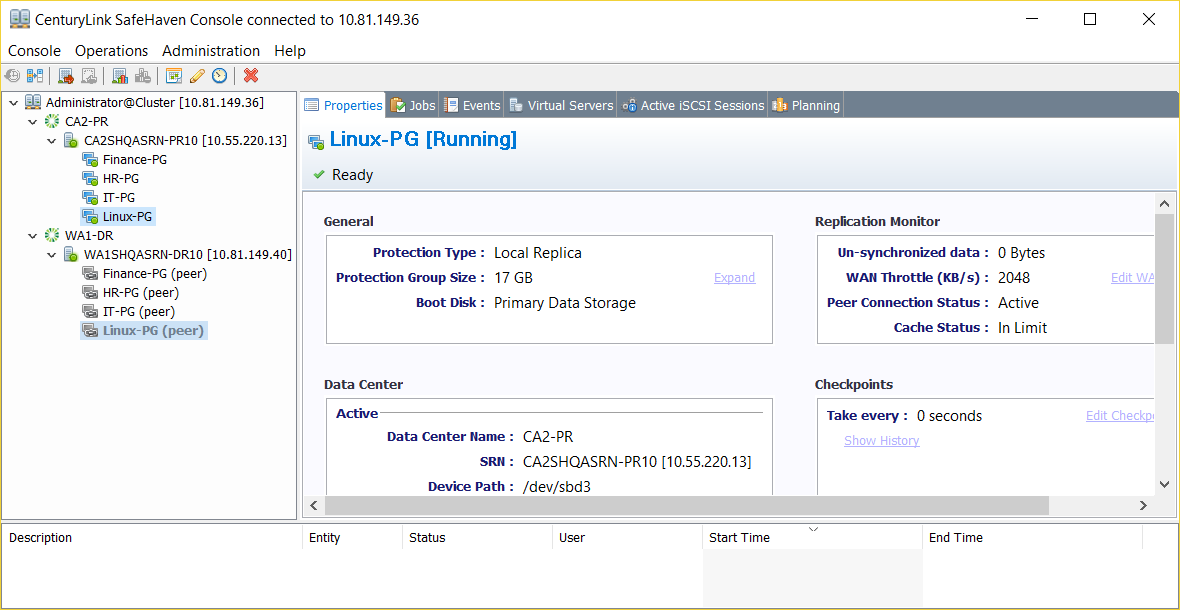 CenturyLink SafeHaven Console connected to 10.81.149.36
Console Operations Administration Help
Administrator@Cluster [10.81.149.36]
CA2-PR
CA2SHQASRN-PR10 [10.55.220.13]
Finance-PG
HR-PG
IT-PG
Linux-PG
WA1-DR
WA1SHQASRN-DR10 [10.81.149.40]
Finance-PG (peer)
HR-PG (peer)
IT-PG (peer)
Linux-PG (peer)
Properties Jobs Events Virtual Servers Active iSCSI Sessions Planning
Linux-PG [Running]
Ready
General
Protection Type : Local Replica
Protection Group Size : 17 GB Expand
Boot Disk : Primary Data Storage
Replication Monitor
Un-synchronized data : 0 Bytes
WAN Throttle (KB/s) : 2048 Edit WA
Peer Connection Status : Active
Cache Status : In Limit
Data Center
Active
Data Center Name : CA2-PR
SRN : CA2SHQASRN-PR10 [10.55.220.13]
Device Path : /dev/sbd3
Checkpoints
Take every : 0 seconds Edit Checkp
Show History
Description Entity Status User Start Time End Time